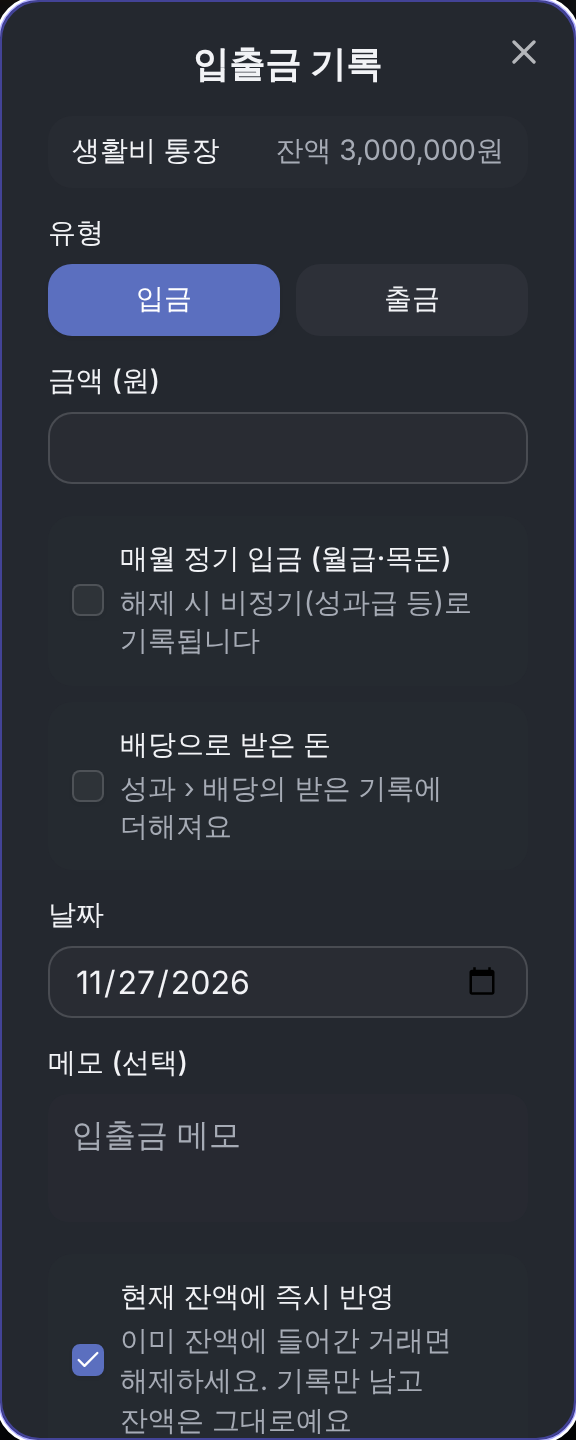 입출금 기록
생활비 통장 잔액 3,000,000원
유형
입금 출금
금액 (원)
매월 정기 입금 (월급·목돈)
해제 시 비정기(성과급 등)로
기록됩니다
배당으로 받은 돈
성과 › 배당의 받은 기록에
더해져요
날짜
11/27/2026
메모 (선택)
입출금 메모
현재 잔액에 즉시 반영
이미 잔액에 들어간 거래면
해제하세요. 기록만 남고
잔액은 그대로예요